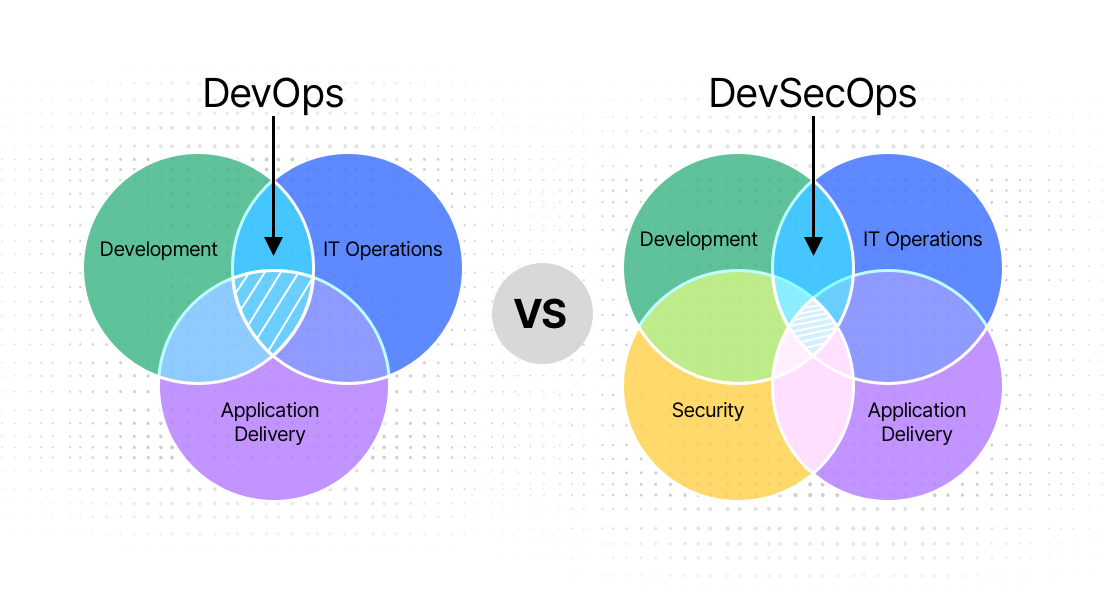 DevOps
Development
IT Operations
Application
Delivery
VS
DevSecOps
Development
IT Operations
Security
Application
Delivery